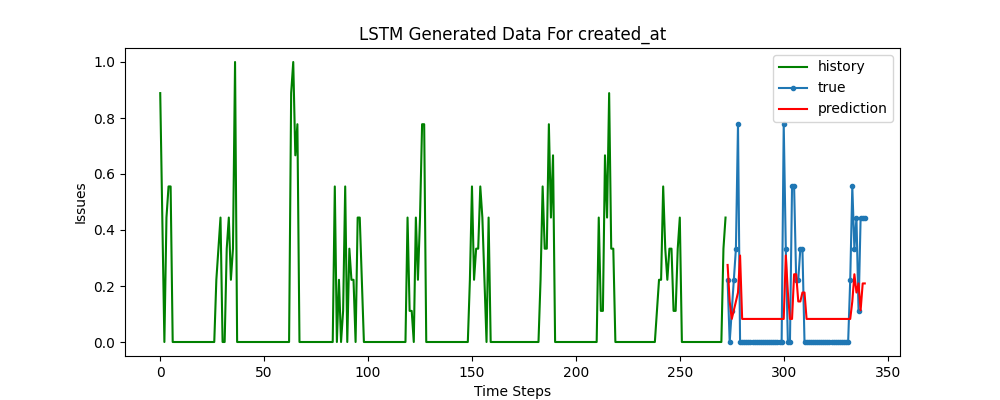 LSTM Generated Data For created_at
history
true
prediction
Issues
1.0
0.8
0.6
0.4
0.2
0.0
0 50 100 150 200 250 300 350
Time Steps